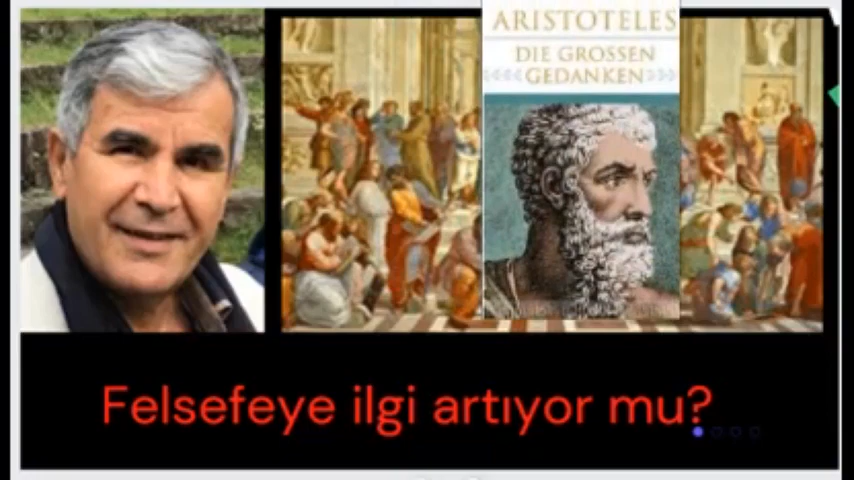 ARISTOTELES
DIE GROSSEN
GEDANKEN
Felsefeye ilgi artıyor mu?